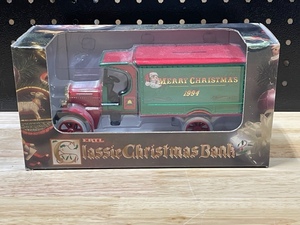 MERRY CHRISTMAS
1994
ERTL
Classic Christmas Bank